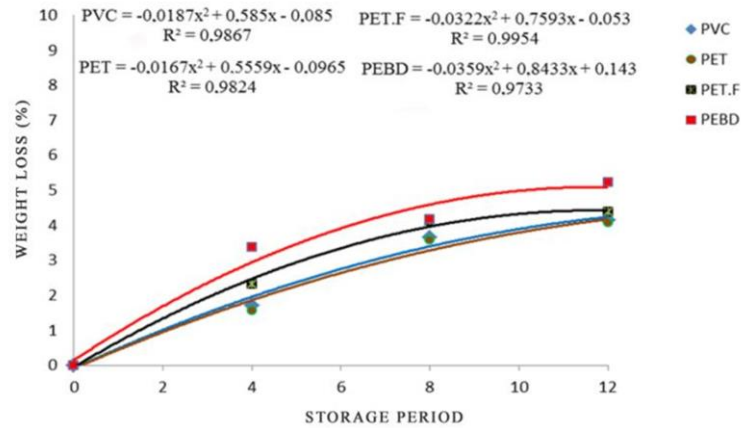 PVC = -0.0187x² + 0.585x - 0.085
R² = 0.9867
PET.F = -0.0322x² + 0.7593x - 0.053
R² = 0.9954
PET = -0.0167x² + 0.5559x - 0.0965
R² = 0.9824
PEBD = -0.0359x² + 0.8433x + 0.143
R² = 0.9733
PVC
PET
PET.F
PEBD
WEIGHT LOSS (%)
10
9
8
7
6
5
4
3
2
1
0
0 2 4 6 8 10 12
STORAGE PERIOD